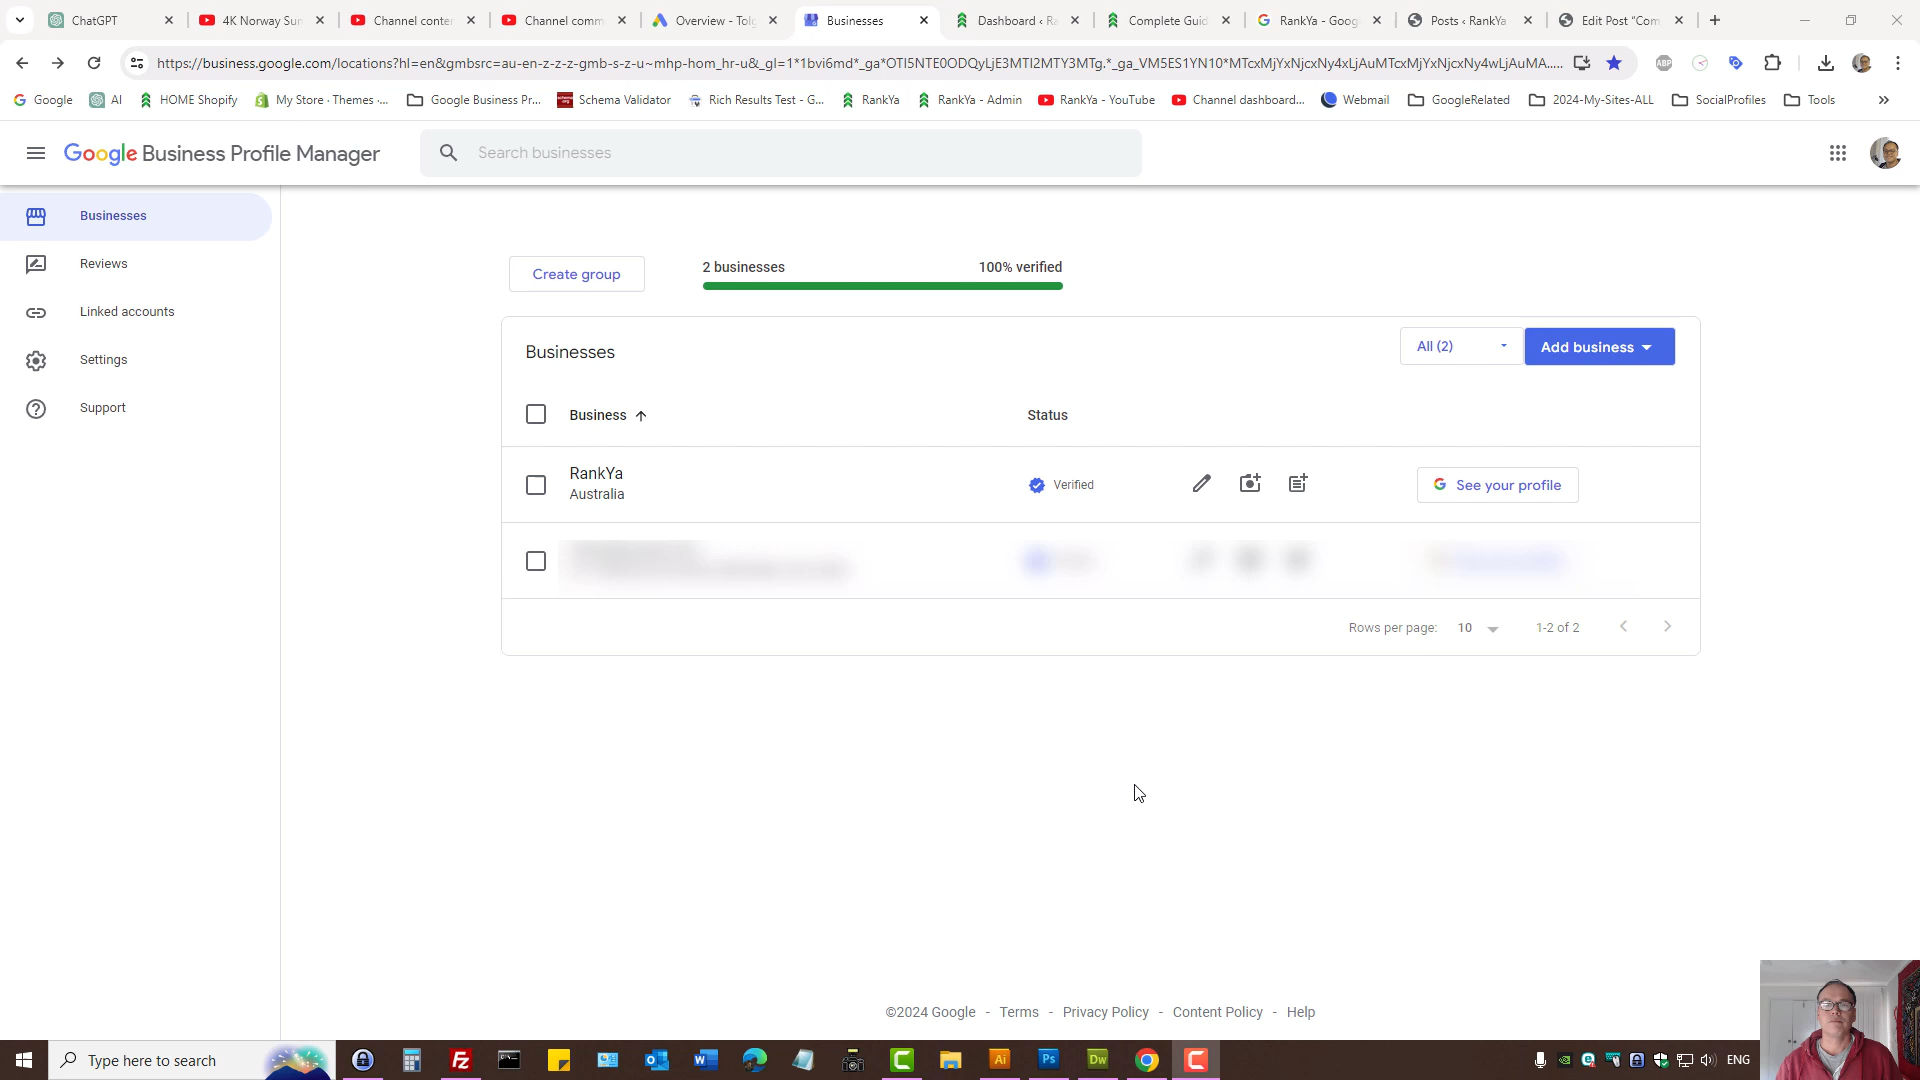 ChatGPT
4K Norway Sun
Channel conten
Channel comm
Overview - Tolg
Businesses
Dashboard ‹ Ra
Complete Guid
RankYa - Goog
Posts ‹ RankYa
Edit Post “Com
https://business.google.com/locations?hl=en&gmbsrc=au-en-z-z-z-gmb-s-z-u~mhp-hom_hr-u&_gl=1*1bvi6md*_ga*OTI5NTE0ODQyLjE3MTI2MTY3MTg.*_ga_VM5ES1YN10*MTcxMjYxNjcxNy4xLjAuMTcxMjYxNjcxNy4wLjAuMA....
ABP
Google
AI
HOME Shopify
My Store · Themes ·...
Google Business Pr...
Schema Validator
Rich Results Test - G...
RankYa
RankYa - Admin
RankYa - YouTube
Channel dashboard...
Webmail
GoogleRelated
2024-My-Sites-ALL
SocialProfiles
Tools
Google Business Profile Manager
Search businesses
Businesses
Reviews
Linked accounts
Settings
Support
Create group
2 businesses
100% verified
Businesses
All (2)
Add business
Business
Status
RankYa
Australia
Verified
See your profile
Rows per page:
10
1-2 of 2
©2024 Google - Terms - Privacy Policy - Content Policy - Help
Type here to search
ENG